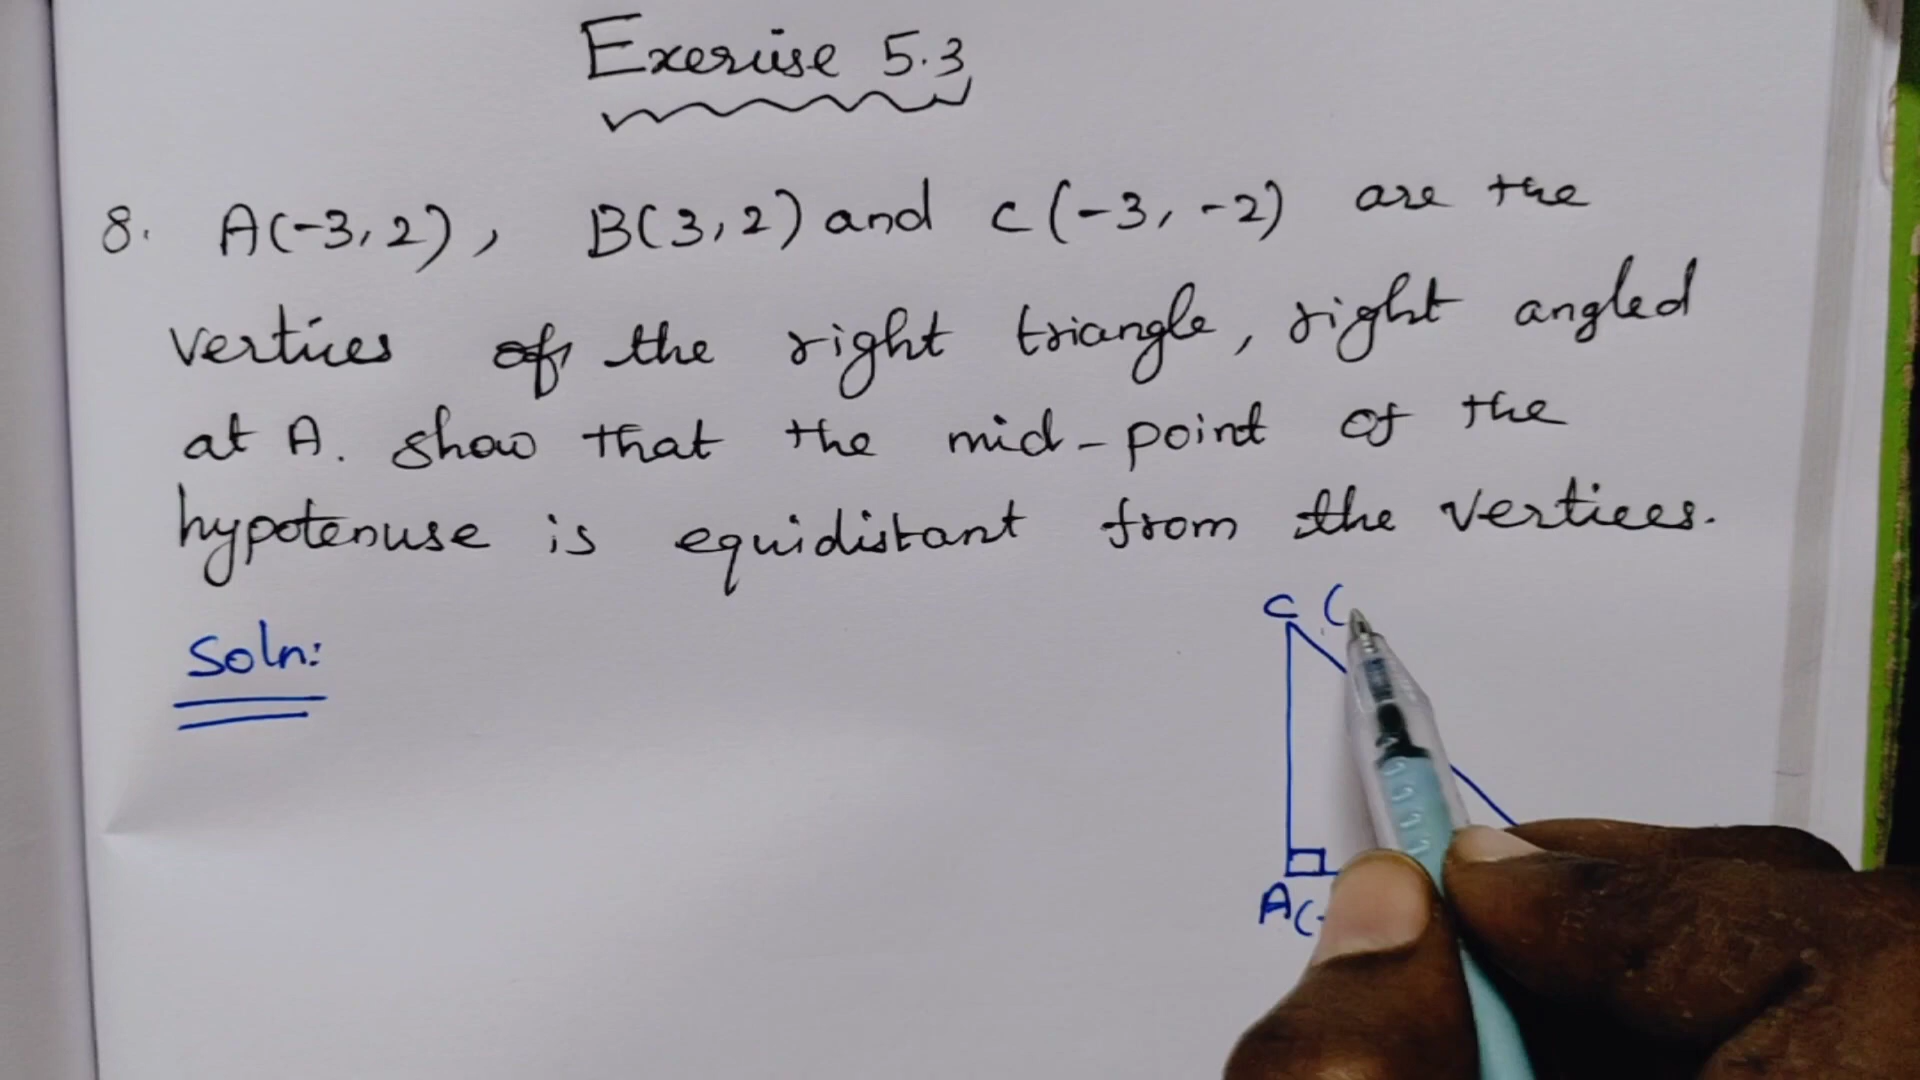 Exercise 5.3
8. A(-3,2), B(3,2) and C(-3,-2) are the
vertices of the right triangle, right angled
at A. show that the mid-point of the
hypotenuse is equidistant from the vertices.
Soln:
C (
A(-